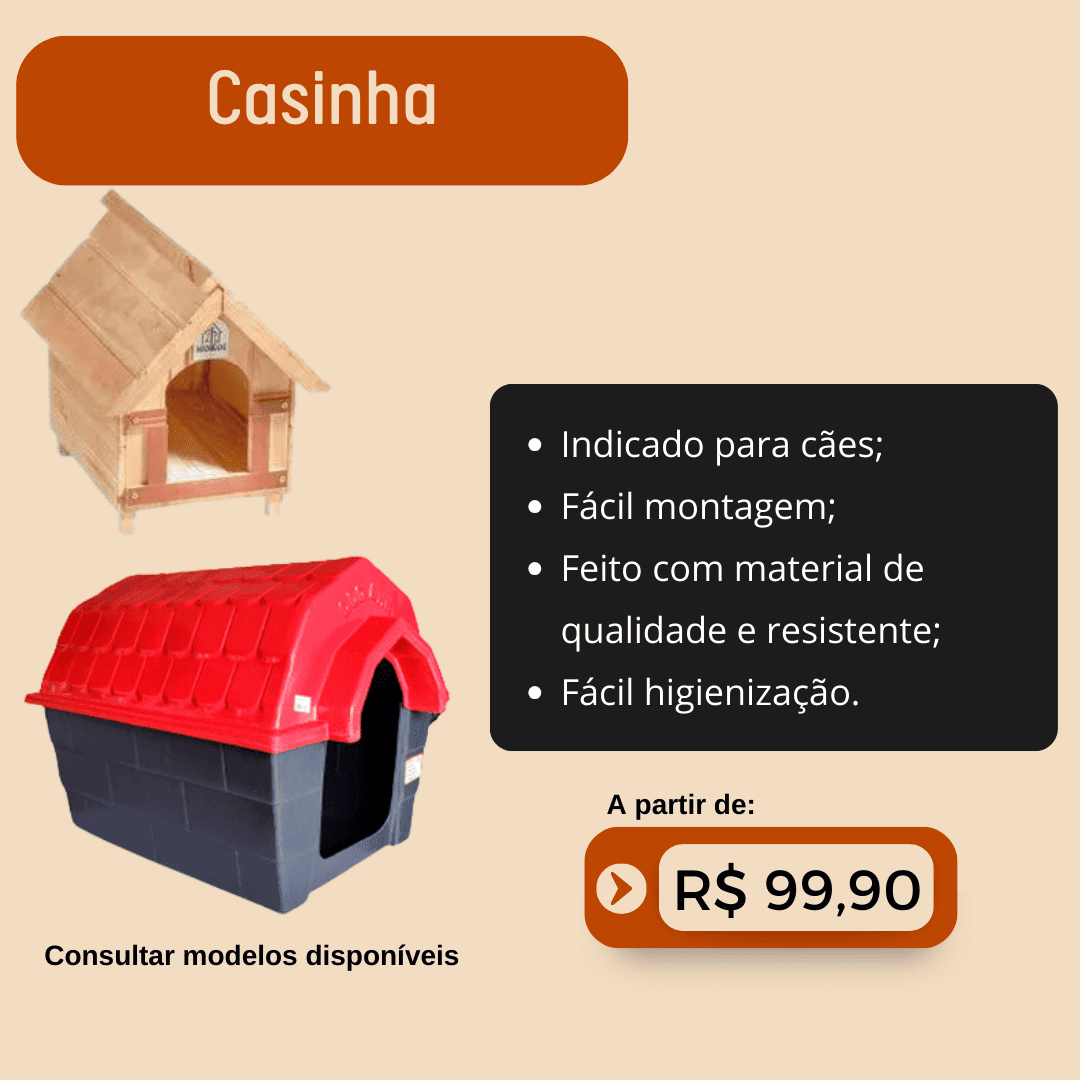 Casinha
• Indicado para cães;
• Fácil montagem;
• Feito com material de
qualidade e resistente;
• Fácil higienização.
A partir de:
R$ 99,90
Consultar modelos disponíveis